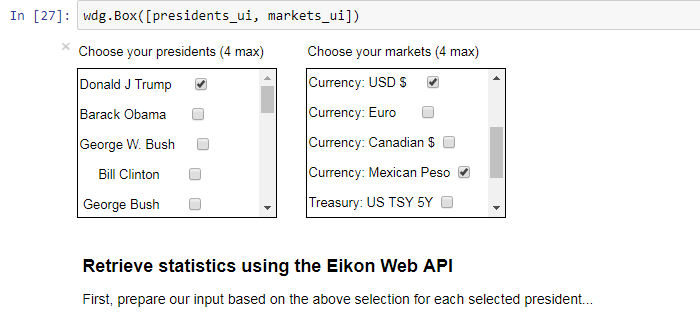 In [27]: wdg.Box([presidents_ui, markets_ui])
× Choose your presidents (4 max) Choose your markets (4 max)
Donald J Trump Currency: USD $
Barack Obama Currency: Euro
George W. Bush Currency: Canadian $
Bill Clinton Currency: Mexican Peso
George Bush Treasury: US TSY 5Y
Retrieve statistics using the Eikon Web API
First, prepare our input based on the above selection for each selected president...